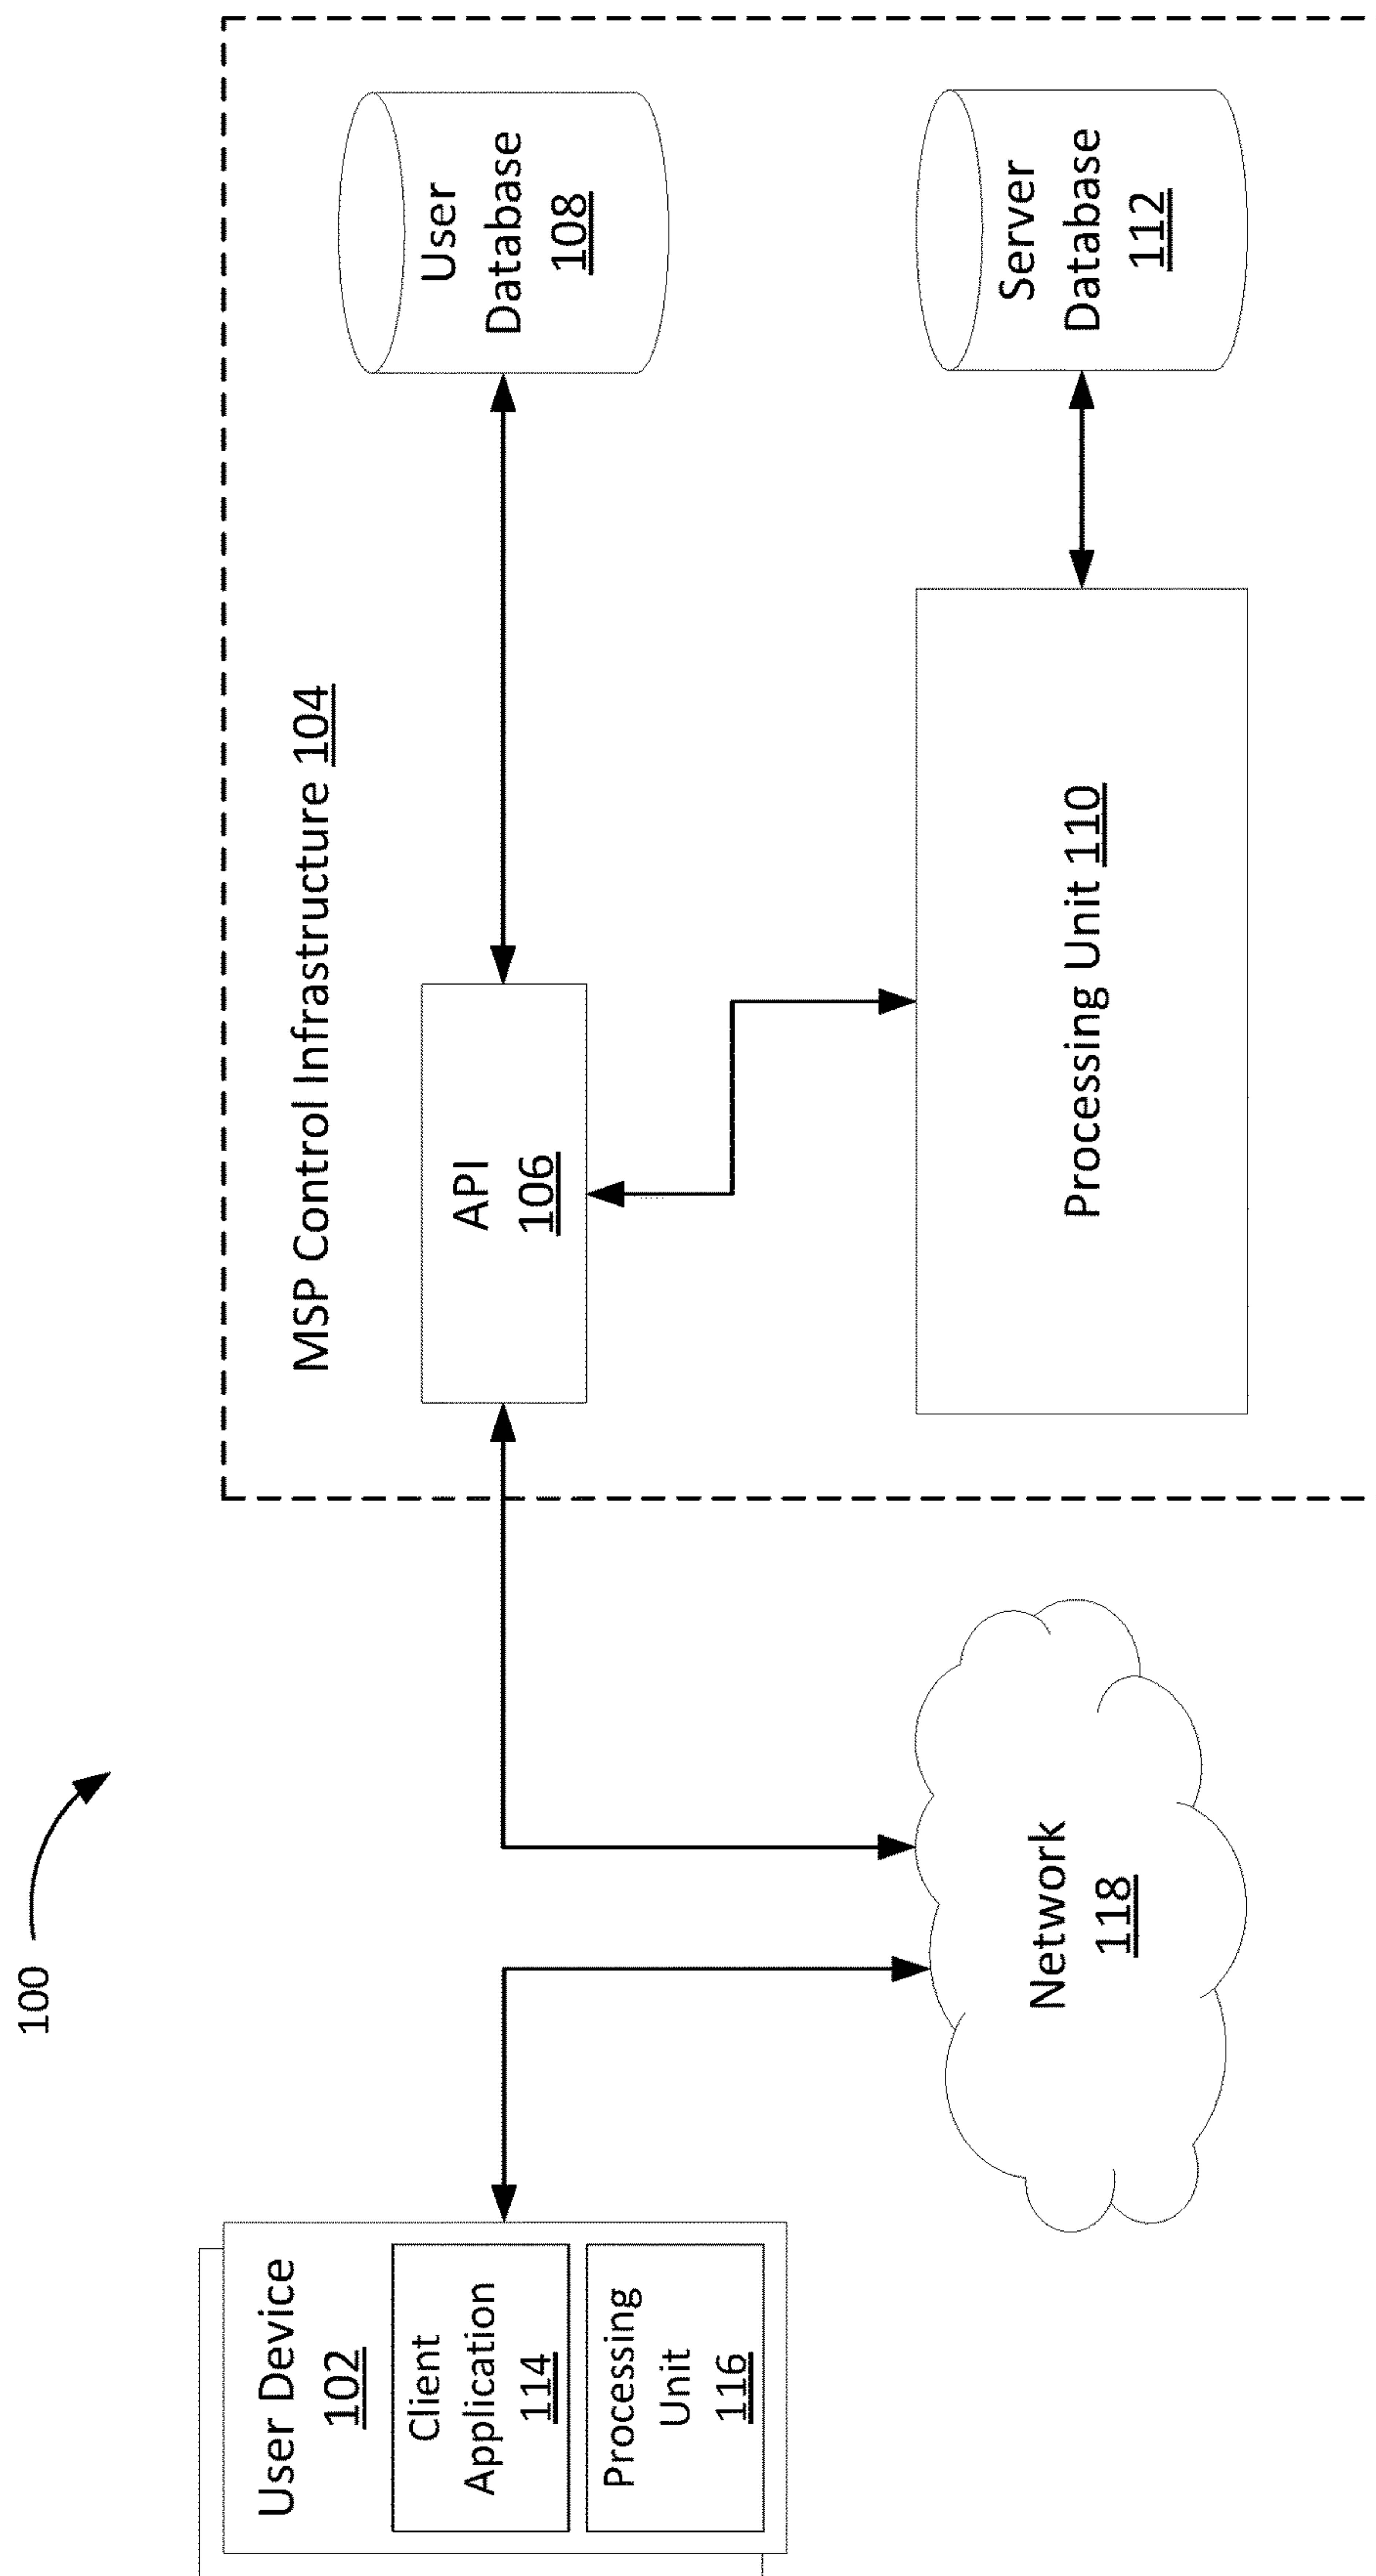 100
User Device
102
Client
Application
114
Processing
Unit
116
Network
118
MSP Control Infrastructure 104
API
106
User
Database
108
Processing Unit 110
Server
Database
112